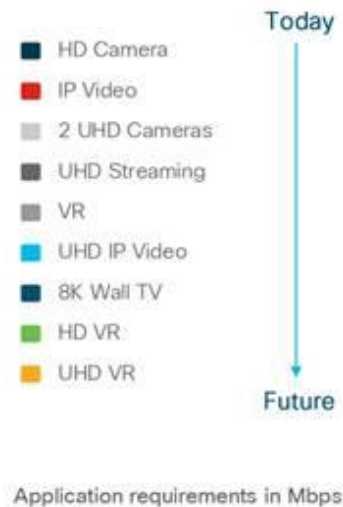 Today
HD Camera
IP Video
2 UHD Cameras
UHD Streaming
VR
UHD IP Video
8K Wall TV
HD VR
UHD VR
Future
Application requirements in Mbps